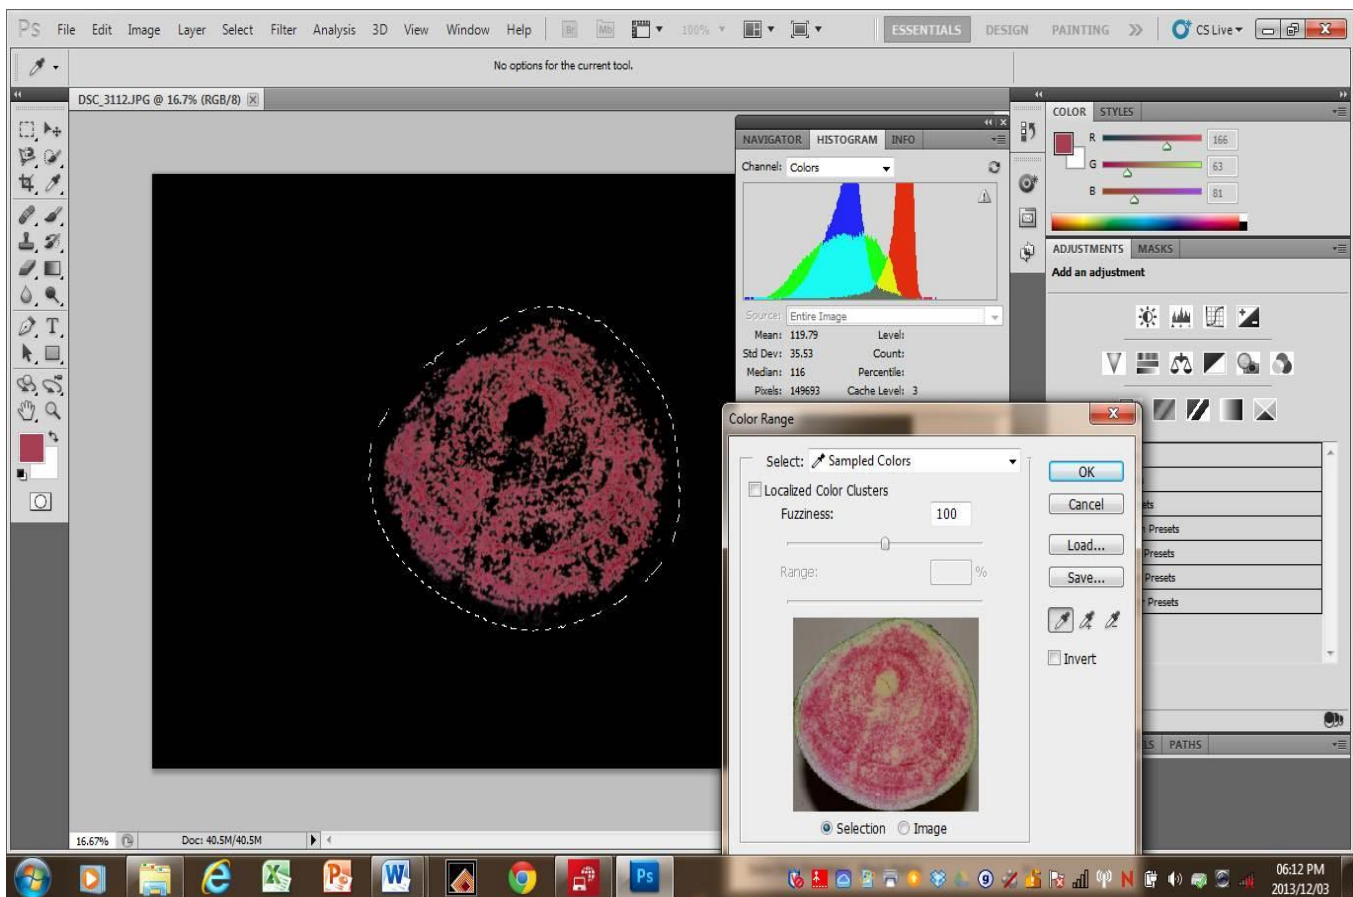 Ps File Edit Image Layer Select Filter Analysis 3D View Window Help Br Mb 100% ESSENTIALS DESIGN PAINTING CS Live
No options for the current tool.
DSC_3112.JPG @ 16.7% (RGB/8)
NAVIGATOR HISTOGRAM INFO
Channel: Colors
Source: Entire Image
Mean: 119.79 Level:
Std Dev: 35.53 Count:
Median: 116 Percentile:
Pixels: 149693 Cache Level: 3
COLOR STYLES
R 166
G 63
B 81
ADJUSTMENTS MASKS
Add an adjustment
Color Range
Select: Sampled Colors
Localized Color Clusters
Fuzziness: 100
Range: %
Selection Image
OK
Cancel
Load...
Save...
Invert
ets
Presets
Presets
Presets
Presets
PATHS
T
16.67% Doc: 40.5M/40.5M
W
Ps
g
N
06:12 PM
2013/12/03